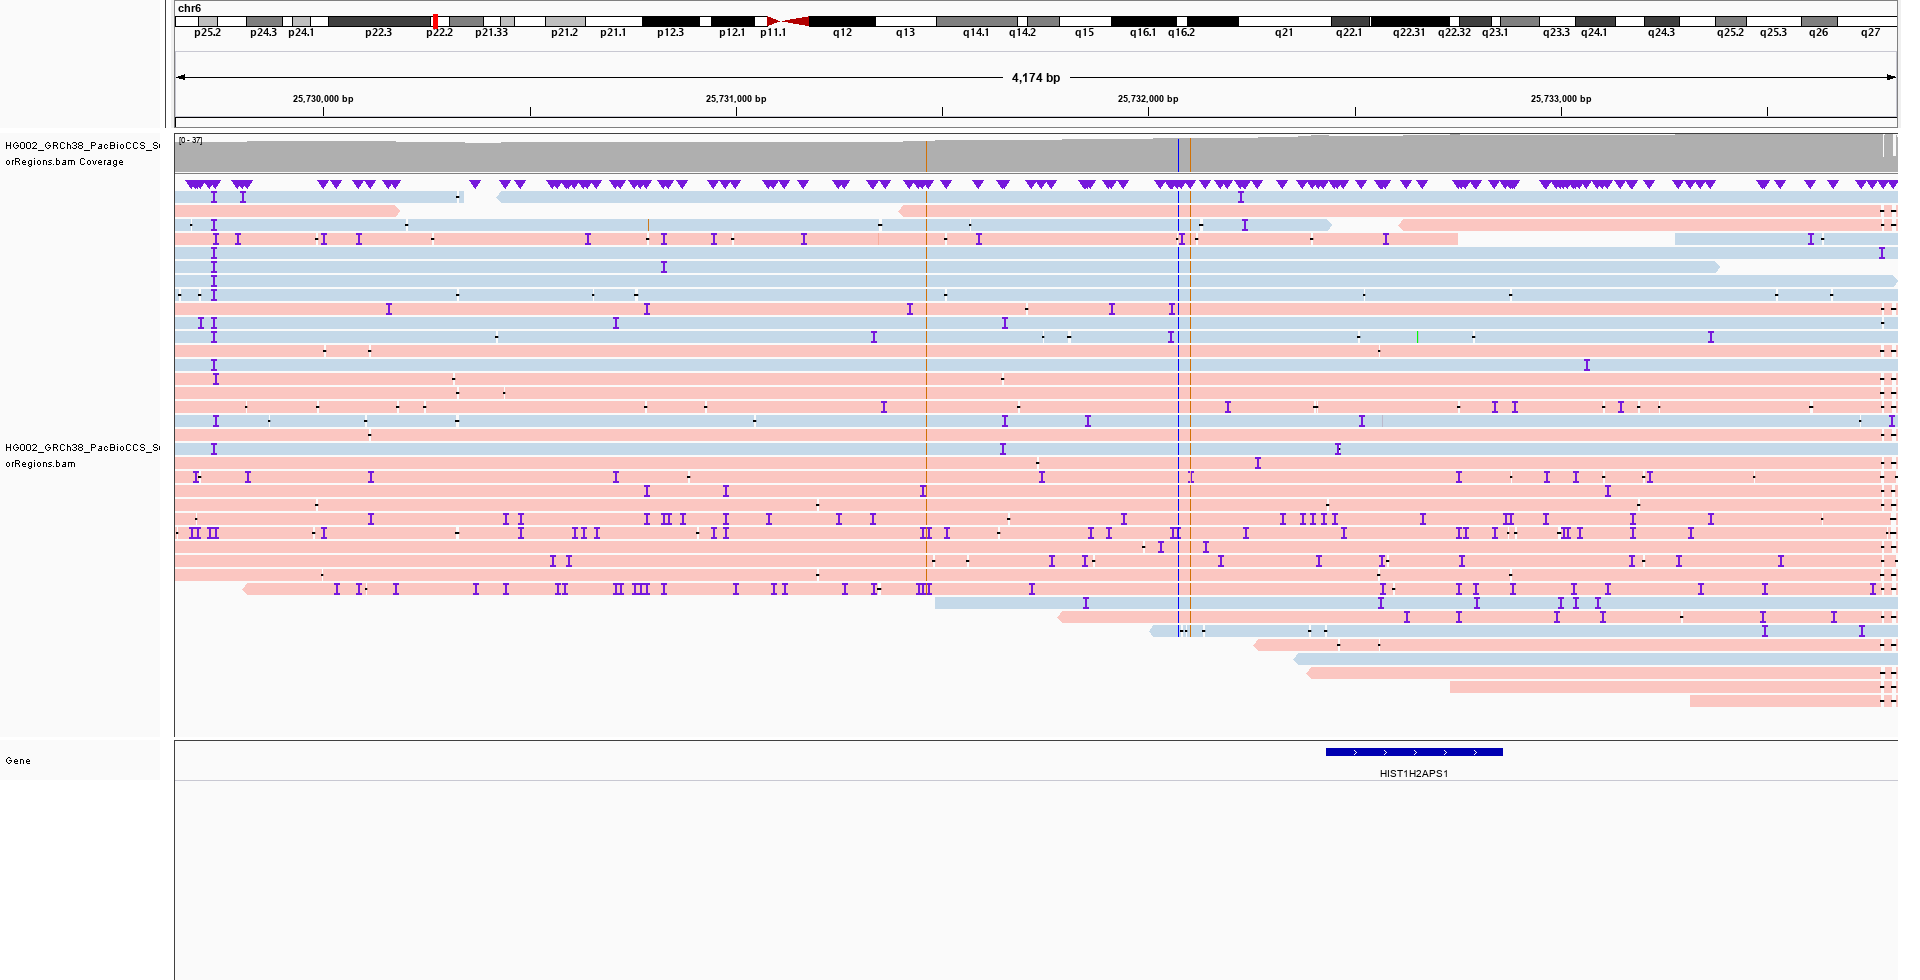 chr6
p25.2 p24.3 p24.1 p22.3 p22.2 p21.33 p21.2 p21.1 p12.3 p12.1 p11.1 q12 q13 q14.1 q14.2 q15 q16.1 q16.2 q21 q22.1 q22.31 q22.32 q23.1 q23.3 q24.1 q24.3 q25.2 q25.3 q26 q27
4,174 bp
25,730,000 bp 25,731,000 bp 25,732,000 bp 25,733,000 bp
[0 - 37]
HG002_GRCh38_PacBioCCS_S
orRegions.bam Coverage
HG002_GRCh38_PacBioCCS_S
orRegions.bam
Gene
HIST1H2APS1